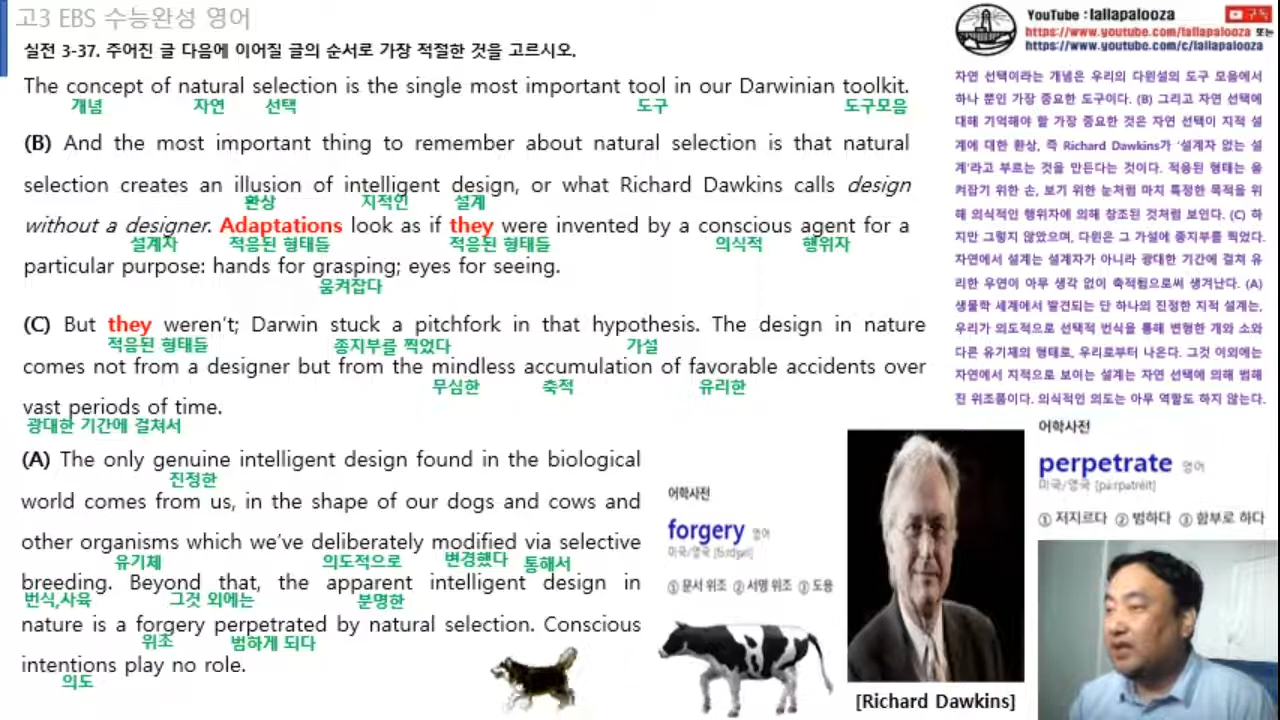 고3 EBS 수능완성 영어
실전 3-37. 주어진 글 다음에 이어질 글의 순서로 가장 적절한 것을 고르시오.
The concept of natural selection is the single most important tool in our Darwinian toolkit.
개념 자연 선택 도구 도구모음
(B) And the most important thing to remember about natural selection is that natural
selection creates an illusion of intelligent design, or what Richard Dawkins calls design
환상 지적인 설계
without a designer. Adaptations look as if they were invented by a conscious agent for a
설계자 적응된 형태들 적응된 형태들 의식적 행위자
particular purpose: hands for grasping; eyes for seeing.
움켜잡다
(C) But they weren't; Darwin stuck a pitchfork in that hypothesis. The design in nature
적응된 형태들 종지부를 찍었다 가설
comes not from a designer but from the mindless accumulation of favorable accidents over
무심한 축적 유리한
vast periods of time.
광대한 기간에 걸쳐서
(A) The only genuine intelligent design found in the biological
진정한
world comes from us, in the shape of our dogs and cows and
other organisms which we've deliberately modified via selective
유기체 의도적으로 변경했다 통해서
breeding. Beyond that, the apparent intelligent design in
번식,사육 그것 외에는 분명한
nature is a forgery perpetrated by natural selection. Conscious
위조 범하게 되다
intentions play no role.
의도
YouTube : lallapalooza
구독
https://www.youtube.com/lallapalooza 또는
https://www.youtube.com/c/lallapalooza
자연 선택이라는 개념은 우리의 다윈설의 도구 모음에서
하나 뿐인 가장 중요한 도구이다. (B) 그리고 자연 선택에
대해 기억해야 할 가장 중요한 것은 자연 선택이 지적 설
계에 대한 환상, 즉 Richard Dawkins가 '설계자 없는 설
계'라고 부르는 것을 만든다는 것이다. 적응된 형태는 움
켜잡기 위한 손, 보기 위한 눈처럼 마치 특정한 목적을 위
해 의식적인 행위자에 의해 창조된 것처럼 보인다. (C) 하
지만 그렇지 않았으며, 다윈은 그 가설에 종지부를 찍었다.
자연에서 설계는 설계자가 아니라 광대한 기간에 걸쳐 유
리한 우연이 아무 생각 없이 축적됨으로써 생겨난다. (A)
생물학 세계에서 발견되는 단 하나의 진정한 지적 설계는,
우리가 의도적으로 선택적 번식을 통해 변형한 개와 소와
다른 유기체의 형태로, 우리로부터 나온다. 그것 이외에는
자연에서 지적으로 보이는 설계는 자연 선택에 의해 범해
진 위조품이다. 의식적인 의도는 아무 역할도 하지 않는다.
어학사전
forgery 영어
미국/영국
① 문서 위조 ② 서명 위조 ③ 도용
[Richard Dawkins]
어학사전
perpetrate 영어
미국/영국 [pə́ːrpətrèit]
① 저지르다 ② 범하다 ③ 함부로 하다